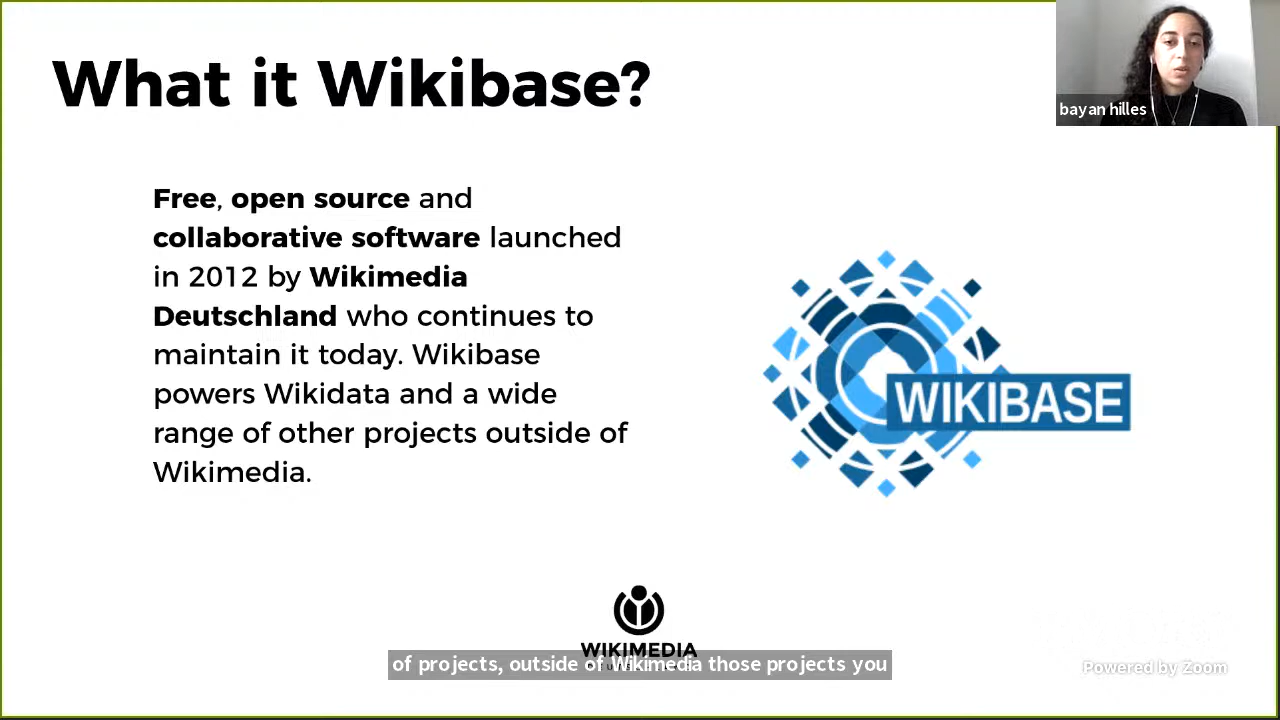 What it Wikibase?
bayan hilles
Free, open source and
collaborative software launched
in 2012 by Wikimedia
Deutschland who continues to
maintain it today. Wikibase
powers Wikidata and a wide
range of other projects outside of
Wikimedia.
WIKIBASE
WIKIMEDIA
of projects, outside of Wikimedia those projects you
Powered by Zoom